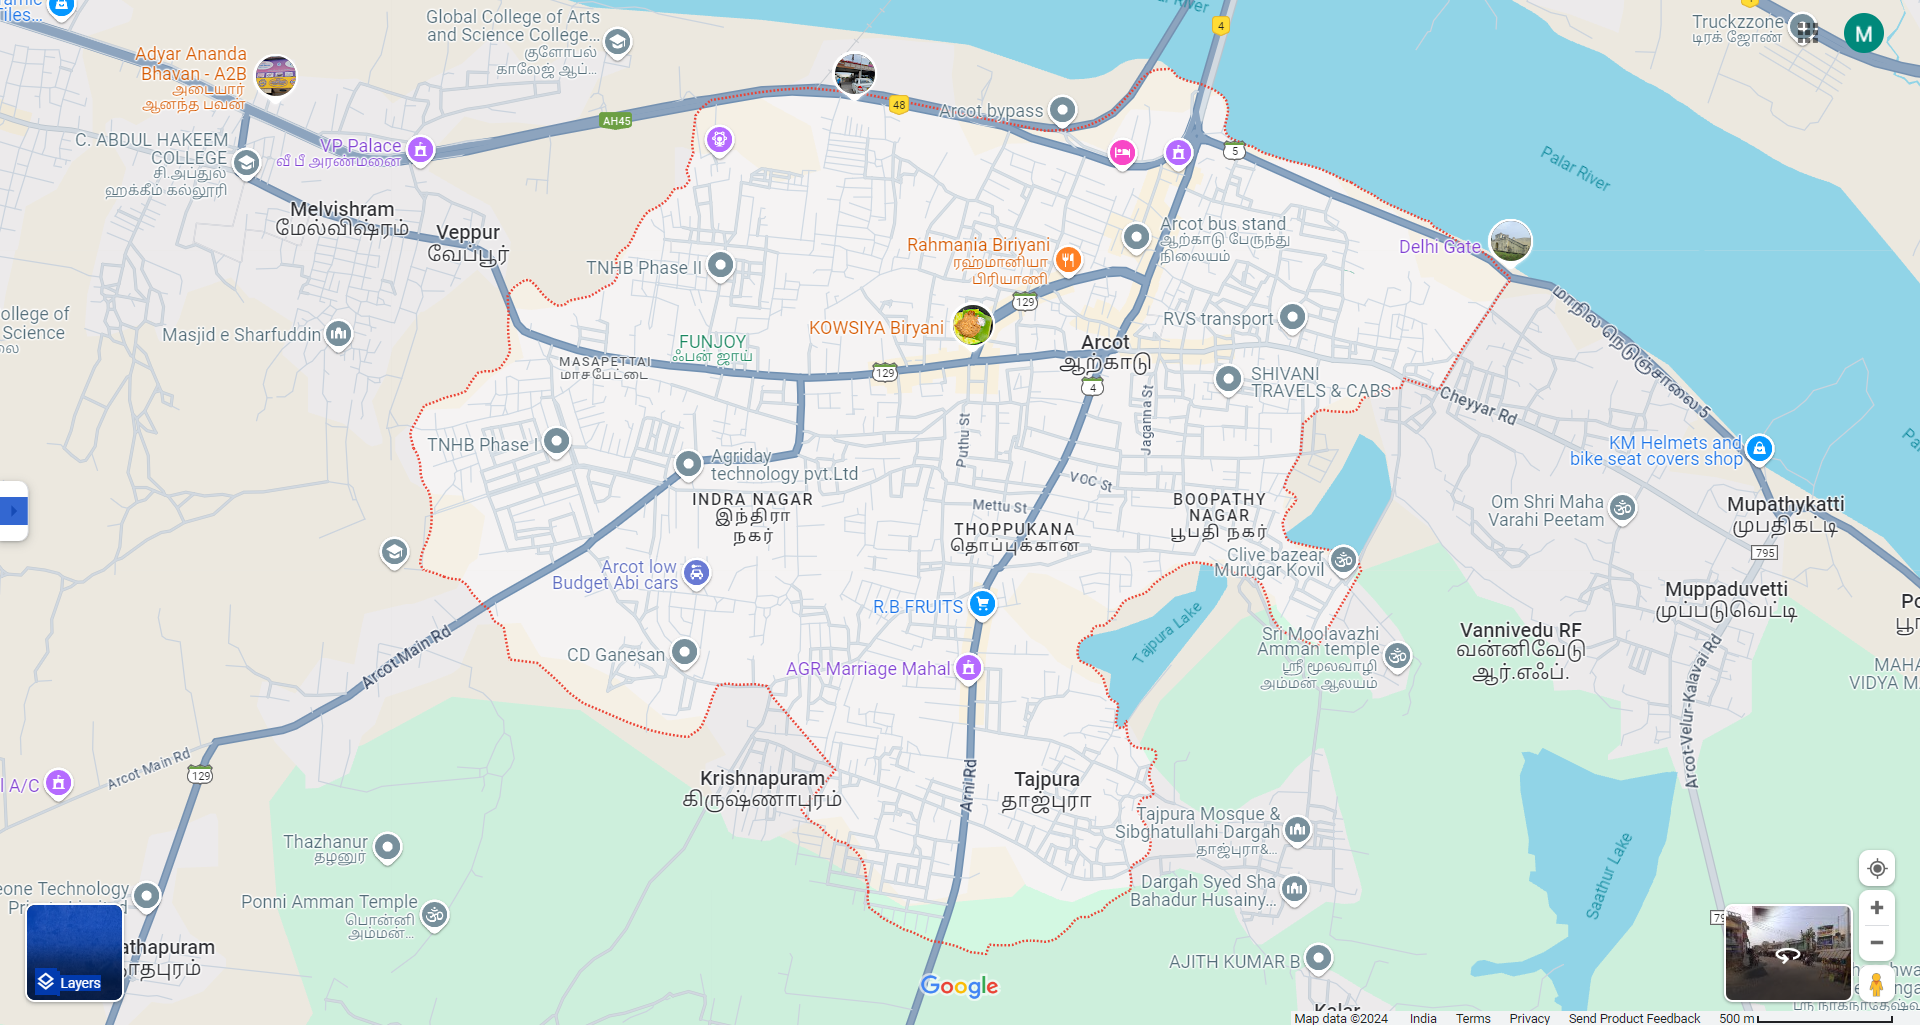 Tiles...
Adyar Ananda
Bhavan - A2B
அடையார்
ஆனந்த பவன்
Global College of Arts
and Science College...
குளோபல்
காலேஜ் ஆப்...
4
Truckzzone
டிரக் ஜோண்
M
48
Arcot bypass
AH45
C. ABDUL HAKEEM
COLLEGE
சி.அப்துல்
ஹக்கீம் கல்லூரி
VP Palace
வீ பீ அரண்மனை
5
Palar River
Melvishram
மேல்விஷ்ரம்
Veppur
வேப்பூர்
Arcot bus stand
ஆற்காடு பேருந்து
நிலையம்
Rahmania Biriyani
ரஹ்மானியா
பிரியாணி
Delhi Gate
TNHB Phase II
129
ollege of
Science
லை
Masjid e Sharfuddin
KOWSIYA Biryani
RVS transport
மாநில நெடுஞ்சாலை 5
FUNJOY
ஃபன் ஜாய்
MASAPETTAI
மாசபேட்டை
Arcot
ஆற்காடு
129
4
SHIVANI
TRAVELS & CABS
Cheyyar Rd
Jaganna St
Puthu St
TNHB Phase I
Agriday
technology pvt.Ltd
KM Helmets and
bike seat covers shop
VOC St
INDRA NAGAR
இந்திரா
நகர்
Mettu St
BOOPATHY
NAGAR
பூபதி நகர்
Om Shri Maha
Varahi Peetam
Mupathykatti
முபதிகட்டி
THOPPUKANA
தொப்புக்கான
795
Clive bazear
Murugar Kovil
Arcot low
Budget Abi cars
R.B FRUITS
Muppaduvetti
முப்படுவெட்டி
Tajpura Lake
Arcot Main Rd
Sri Moolavazhi
Amman temple
ஸ்ரீ மூலவாழி
அம்மன் ஆலயம்
Vannivedu RF
வன்னிவேடு
ஆர்.எஃப்.
CD Ganesan
AGR Marriage Mahal
MAHA
VIDYA M
Arcot-Velur-Kalavai Rd
Arcot Main Rd
129
l A/C
Krishnapuram
கிருஷ்ணாபுரம்
Arni Rd
Tajpura
தாஜ்புரா
Tajpura Mosque &
Sibghatullahi Dargah
தாஜ்புரா&...
Thazhanur
தழனூர்
Saathur Lake
eone Technology
Ponni Amman Temple
பொன்னி
அம்மன்...
Dargah Syed Sha
Bahadur Husainy...
79
athapuram
AJITH KUMAR B
Layers
Google
Kalar
Map data ©2024 India Terms Privacy Send Product Feedback 500 m